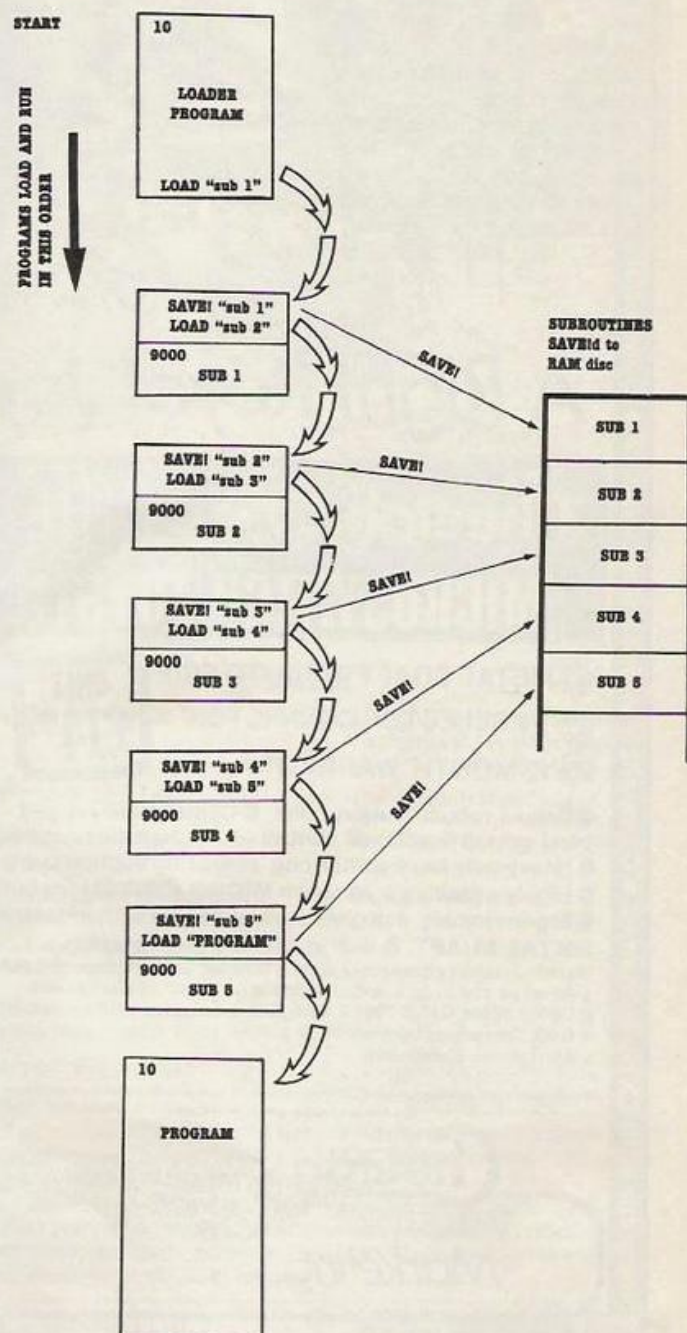 START
PROGRAMS LOAD AND RUN
IN THIS ORDER
10
LOADER
PROGRAM
LOAD "sub 1"
SAVE! "sub 1"
LOAD "sub 2"
9000
SUB 1
SAVE! "sub 2"
LOAD "sub 3"
9000
SUB 2
SAVE! "sub 3"
LOAD "sub 4"
9000
SUB 3
SAVE! "sub 4"
LOAD "sub 5"
9000
SUB 4
SAVE! "sub 5"
LOAD "PROGRAM"
9000
SUB 5
10
PROGRAM
SAVE!
SAVE!
SAVE!
SAVE!
SAVE!
SUBROUTINES
SAVE!d to
RAM disc
SUB 1
SUB 2
SUB 3
SUB 4
SUB 5